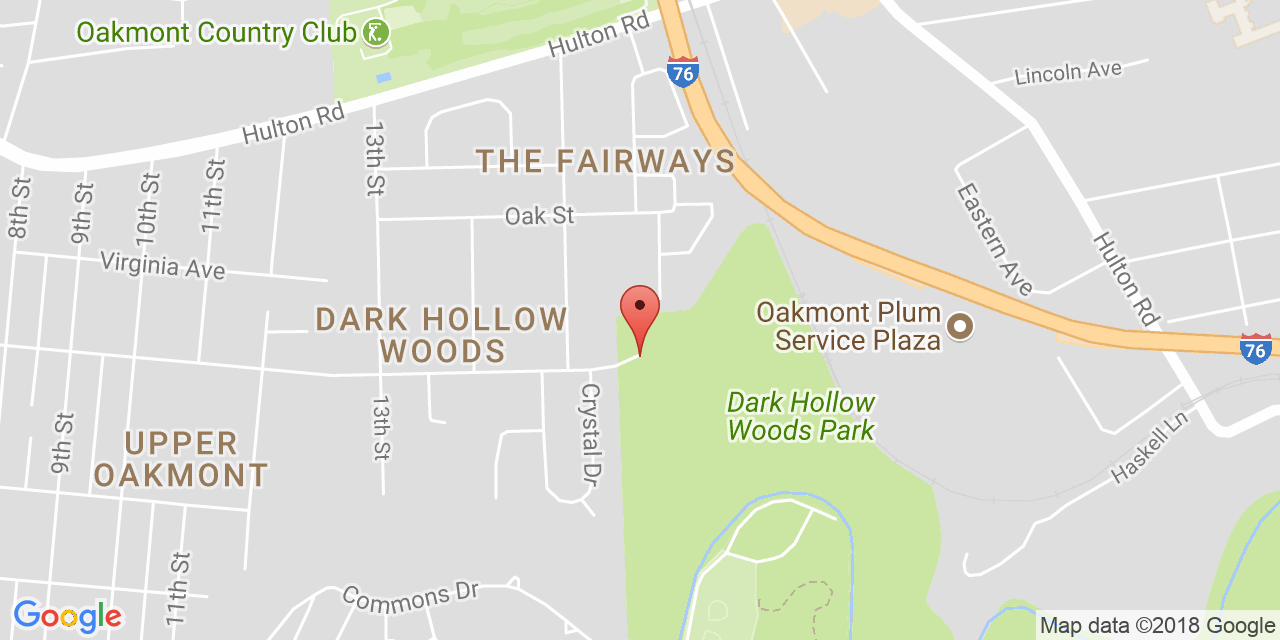 Oakmont Country Club
Hulton Rd
76
Lincoln Ave
Hulton Rd
13th St
THE FAIRWAYS
8th St
9th St
10th St
11th St
Oak St
Eastern Ave
Virginia Ave
Hulton Rd
DARK HOLLOW
WOODS
Oakmont Plum
Service Plaza
76
13th St
Crystal Dr
Dark Hollow
Woods Park
9th St
UPPER
OAKMONT
Haskell Ln
11th St
Commons Dr
Google
Map data ©2018 Google